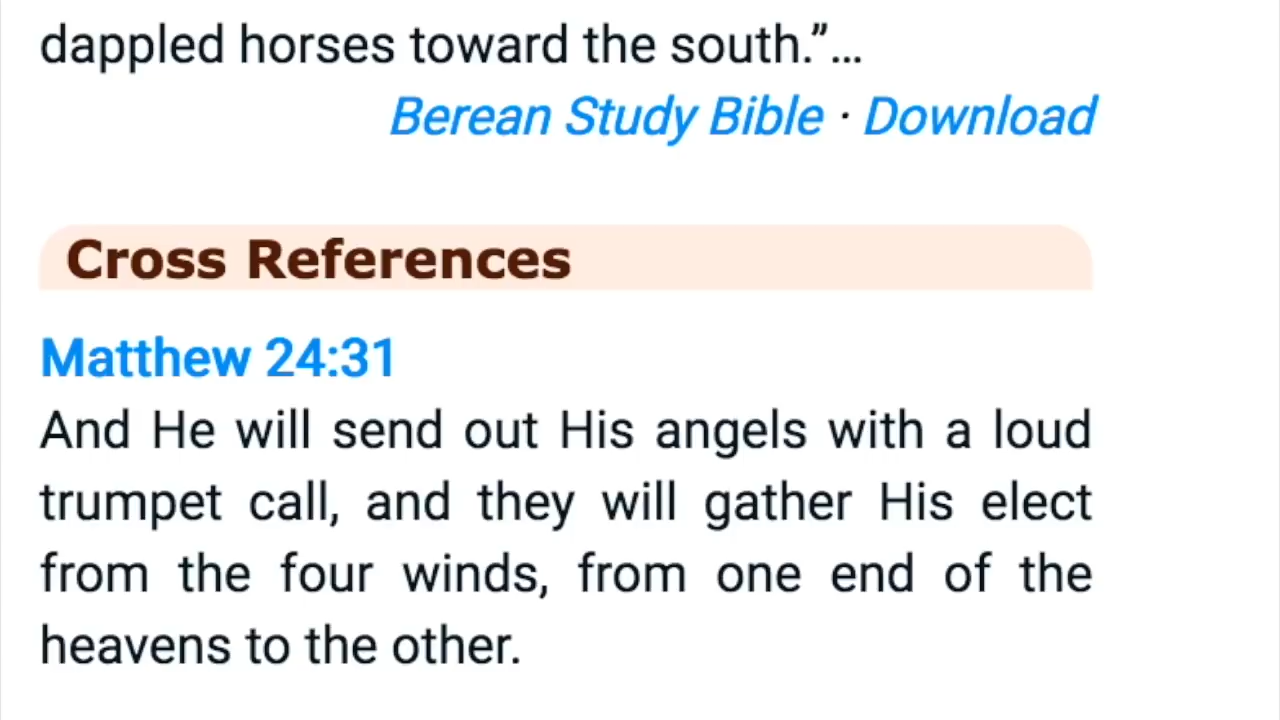 dappled horses toward the south.”…
Berean Study Bible · Download
Cross References
Matthew 24:31
And He will send out His angels with a loud
trumpet call, and they will gather His elect
from the four winds, from one end of the
heavens to the other.